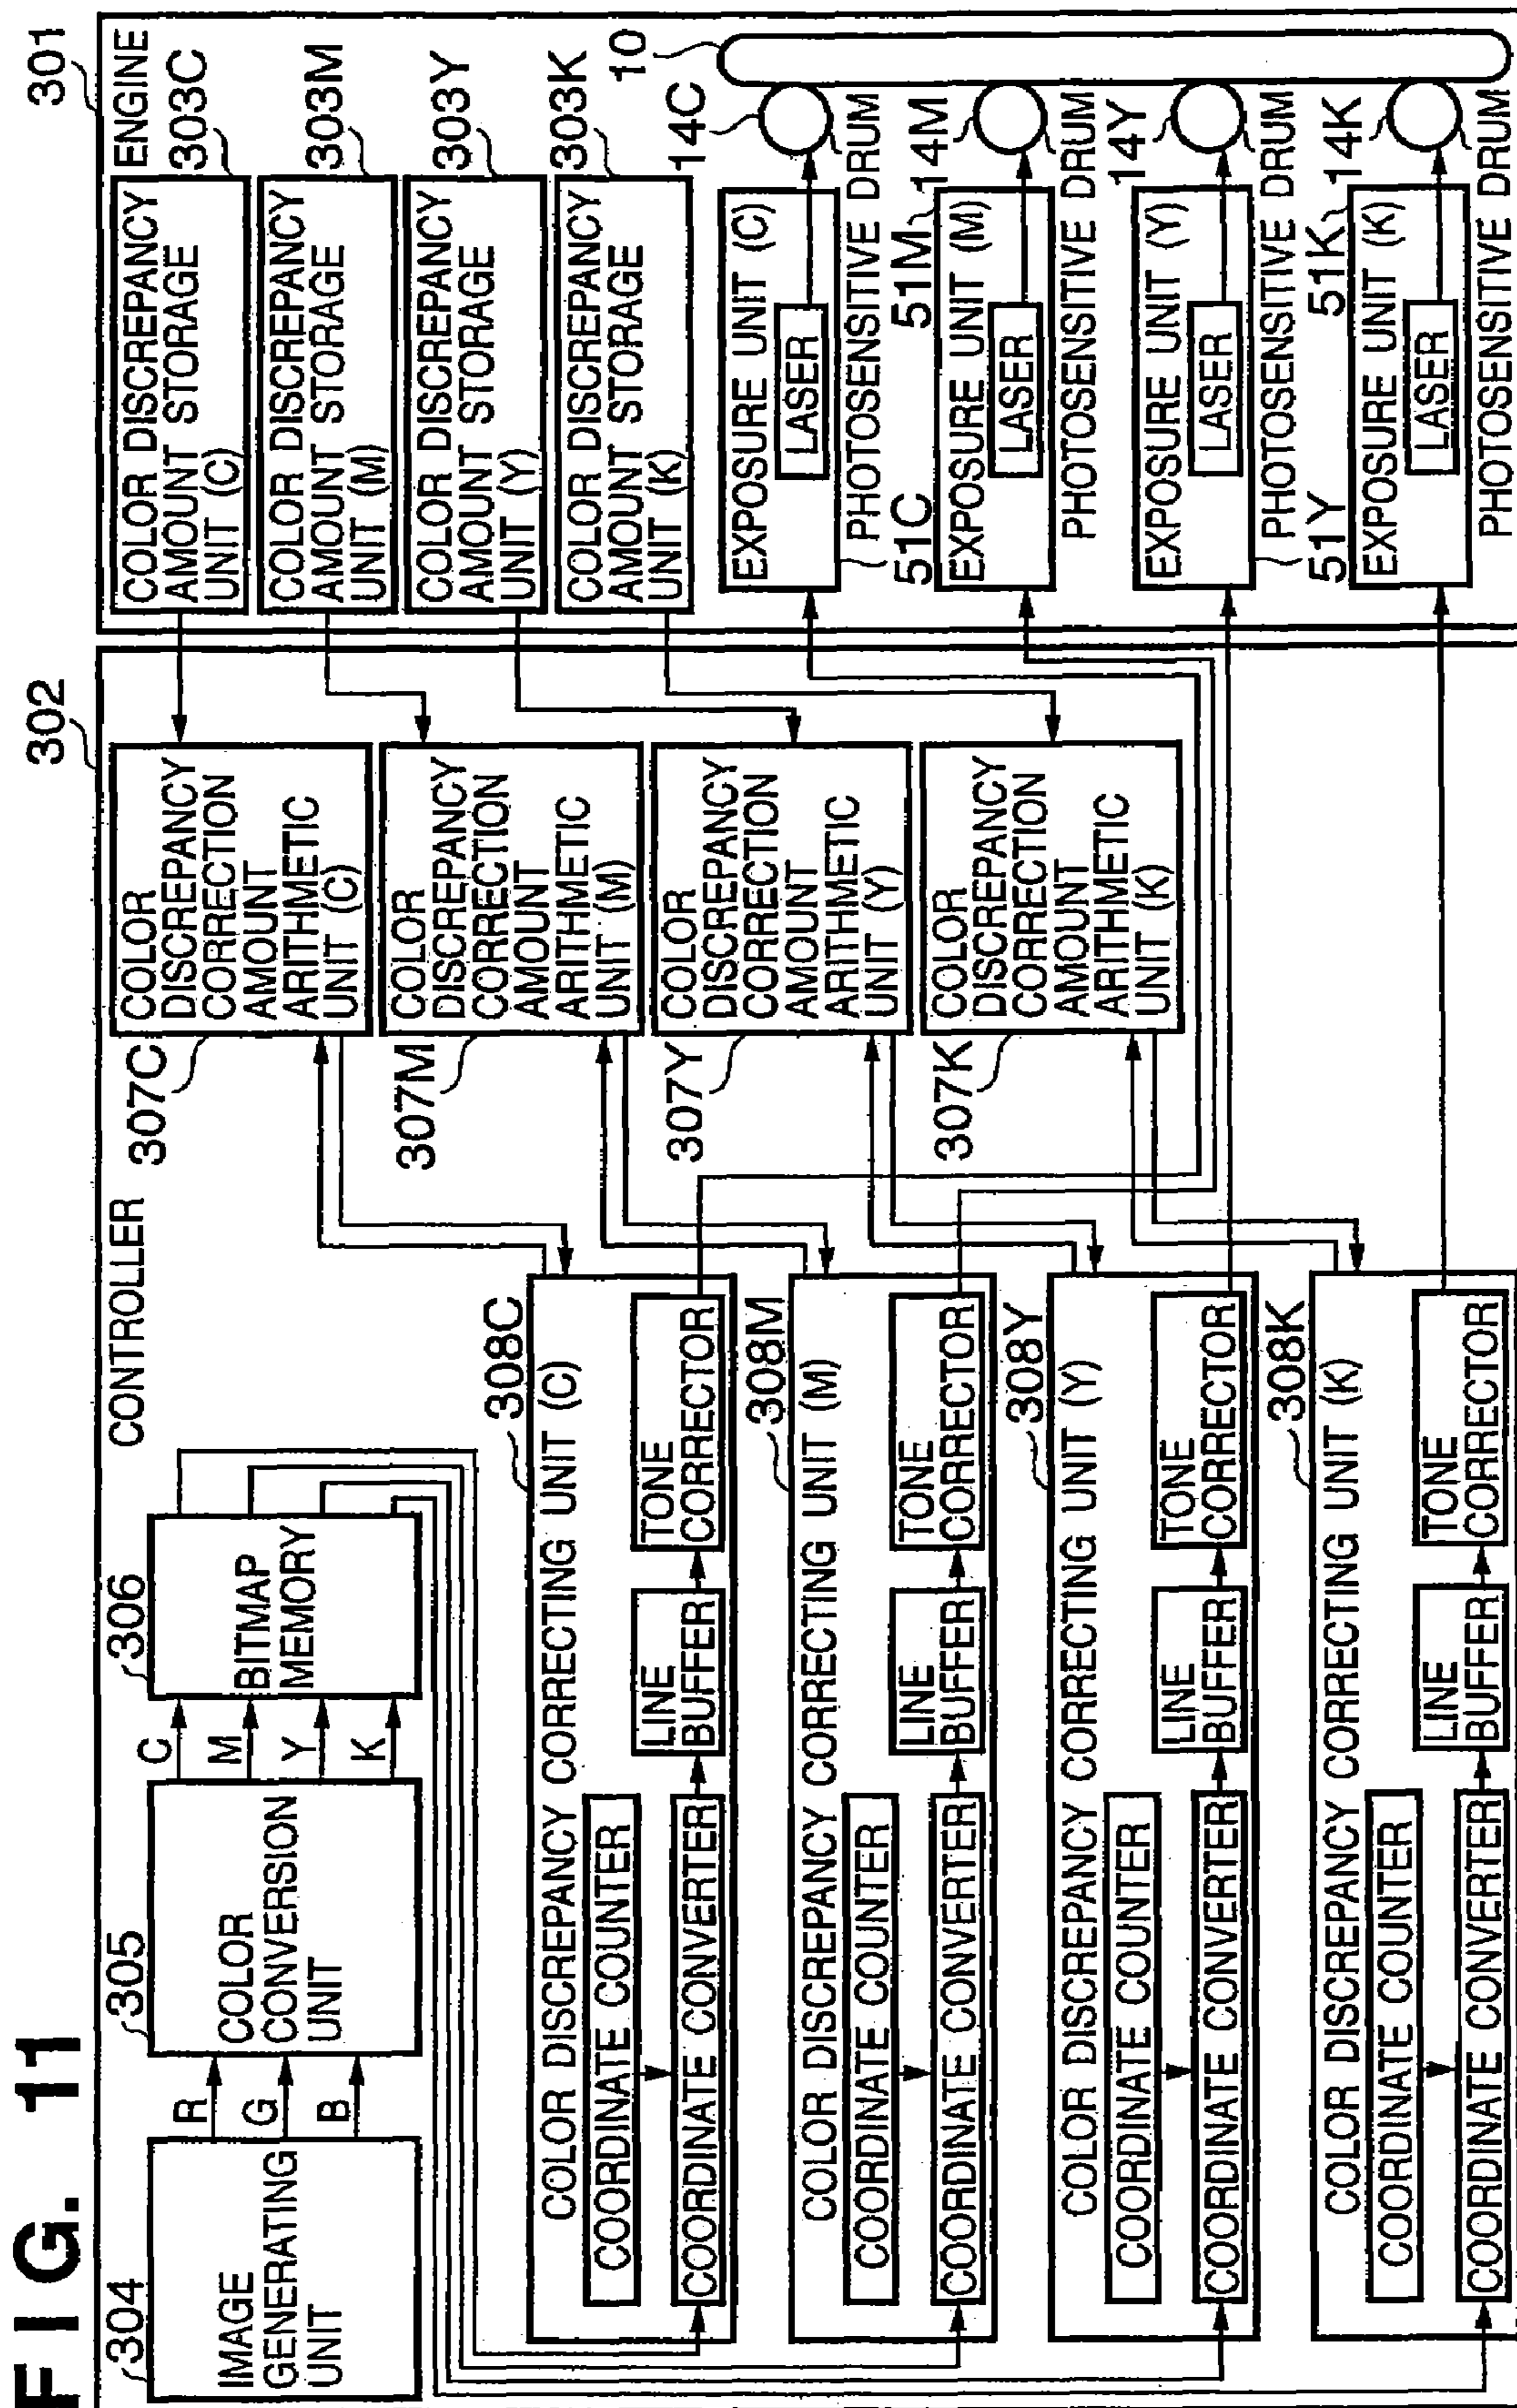 FIG. 11
304
IMAGE
GENERATING
UNIT
R
G
B
305
COLOR
CONVERSION
UNIT
C
M
Y
K
306
BITMAP
MEMORY
CONTROLLER
302
301
ENGINE
307C
COLOR
DISCREPANCY
CORRECTION
AMOUNT
ARITHMETIC
UNIT (C)
307M
COLOR
DISCREPANCY
CORRECTION
AMOUNT
ARITHMETIC
UNIT (M)
307Y
COLOR
DISCREPANCY
CORRECTION
AMOUNT
ARITHMETIC
UNIT (Y)
307K
COLOR
DISCREPANCY
CORRECTION
AMOUNT
ARITHMETIC
UNIT (K)
COLOR DISCREPANCY
AMOUNT STORAGE
UNIT (C)
303C
COLOR DISCREPANCY
AMOUNT STORAGE
UNIT (M)
303M
COLOR DISCREPANCY
AMOUNT STORAGE
UNIT (Y)
303Y
COLOR DISCREPANCY
AMOUNT STORAGE
UNIT (K)
303K
COLOR DISCREPANCY CORRECTING UNIT (C)
308C
COORDINATE COUNTER
COORDINATE CONVERTER
LINE
BUFFER
TONE
CORRECTOR
COLOR DISCREPANCY CORRECTING UNIT (M)
308M
COORDINATE COUNTER
COORDINATE CONVERTER
LINE
BUFFER
TONE
CORRECTOR
COLOR DISCREPANCY CORRECTING UNIT (Y)
308Y
COORDINATE COUNTER
COORDINATE CONVERTER
LINE
BUFFER
TONE
CORRECTOR
COLOR DISCREPANCY CORRECTING UNIT (K)
308K
COORDINATE COUNTER
COORDINATE CONVERTER
LINE
BUFFER
TONE
CORRECTOR
14C
10
EXPOSURE UNIT (C)
LASER
PHOTOSENSITIVE DRUM
51C
51M
14M
EXPOSURE UNIT (M)
LASER
PHOTOSENSITIVE DRUM
14Y
EXPOSURE UNIT (Y)
LASER
PHOTOSENSITIVE DRUM
51Y
51K
14K
EXPOSURE UNIT (K)
LASER
PHOTOSENSITIVE DRUM